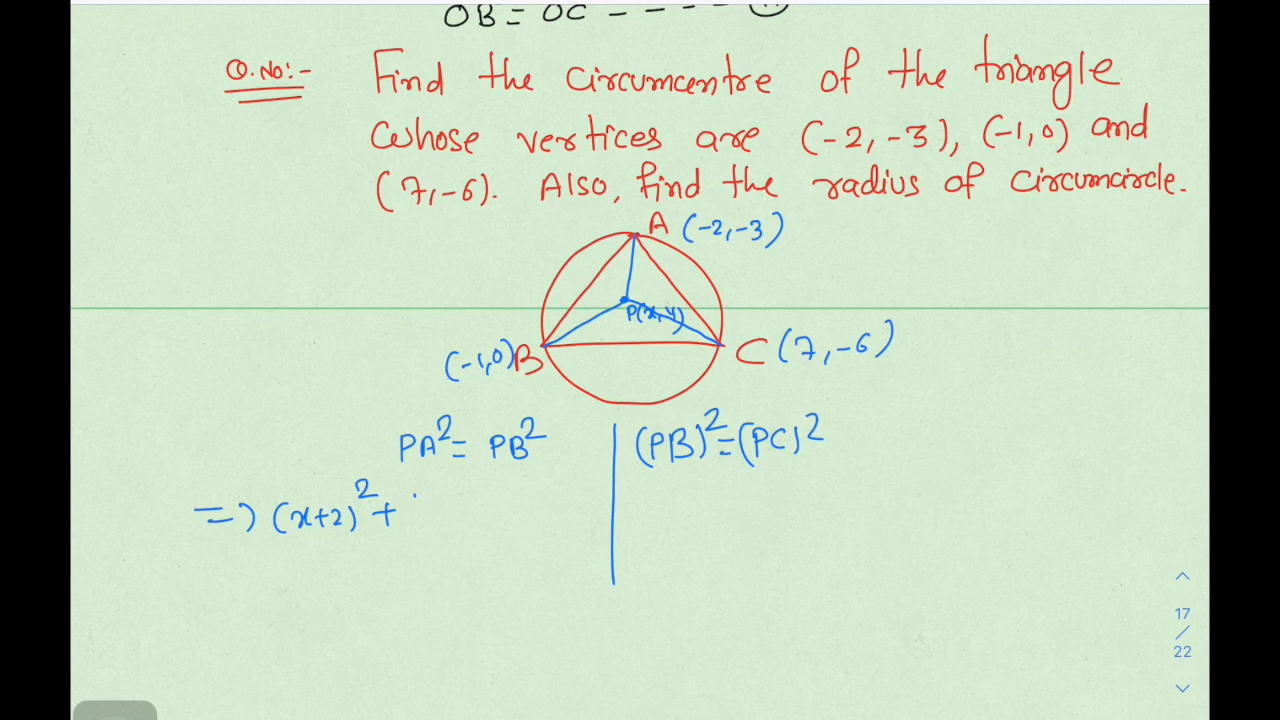 OB = OC - - - - 11
Q.No:- Find the circumcentre of the triangle
whose vertices are (-2,-3), (-1,0) and
(7,-6). Also, find the radius of circumcircle.
A (-2,-3)
P(x,y)
(-1,0) B
C (7,-6)
PA² = PB²
(PB)² = (PC)²
=> (x+2)² +
17
/
22